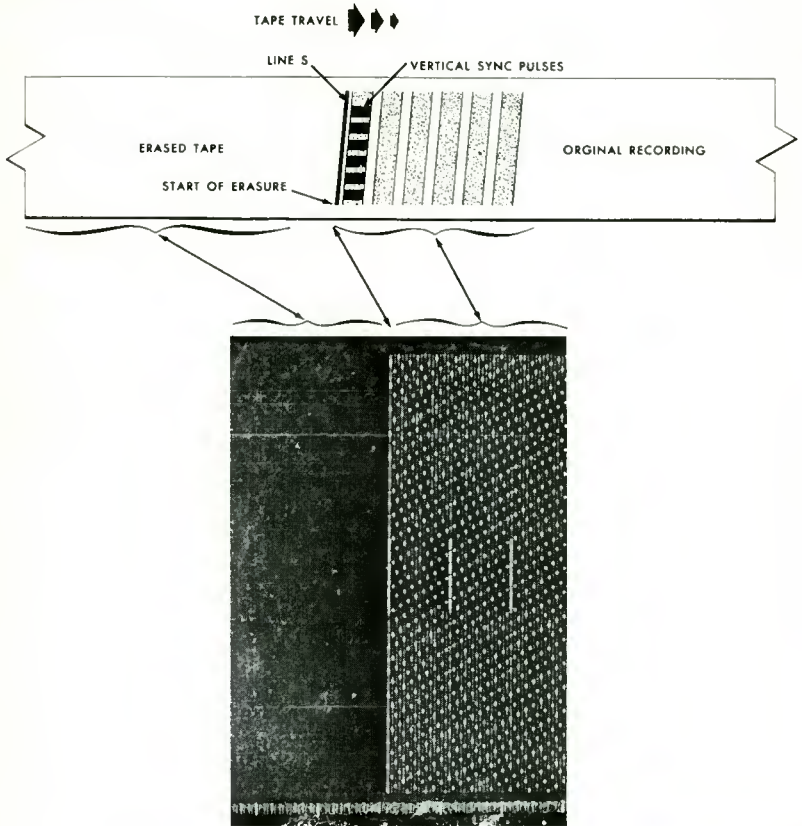 TAPE TRAVEL
LINE S
VERTICAL SYNC PULSES
ERASED TAPE
ORGINAL RECORDING
START OF ERASURE